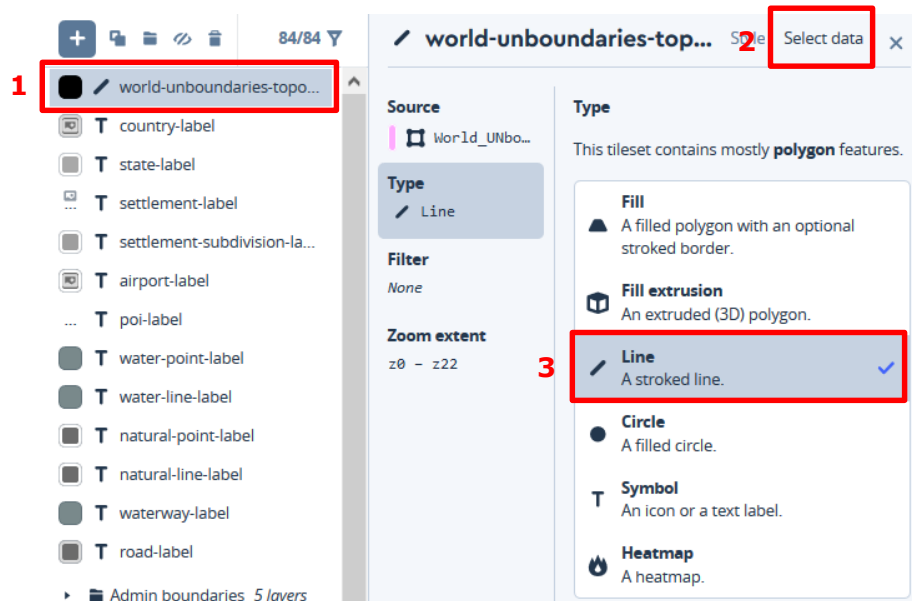 84/84
1
world-unboundaries-topo...
T country-label
T state-label
T settlement-label
T settlement-subdivision-la...
T airport-label
... T poi-label
T water-point-label
T water-line-label
T natural-point-label
T natural-line-label
T waterway-label
T road-label
Admin boundaries 5 layers
world-unboundaries-top...
Style
2
Select data
Source
World_UNbo...
Type
Line
Filter
None
Zoom extent
z0 – z22
Type
This tileset contains mostly polygon features.
Fill
A filled polygon with an optional
stroked border.
Fill extrusion
An extruded (3D) polygon.
3
Line
A stroked line.
Circle
A filled circle.
T Symbol
An icon or a text label.
Heatmap
A heatmap.